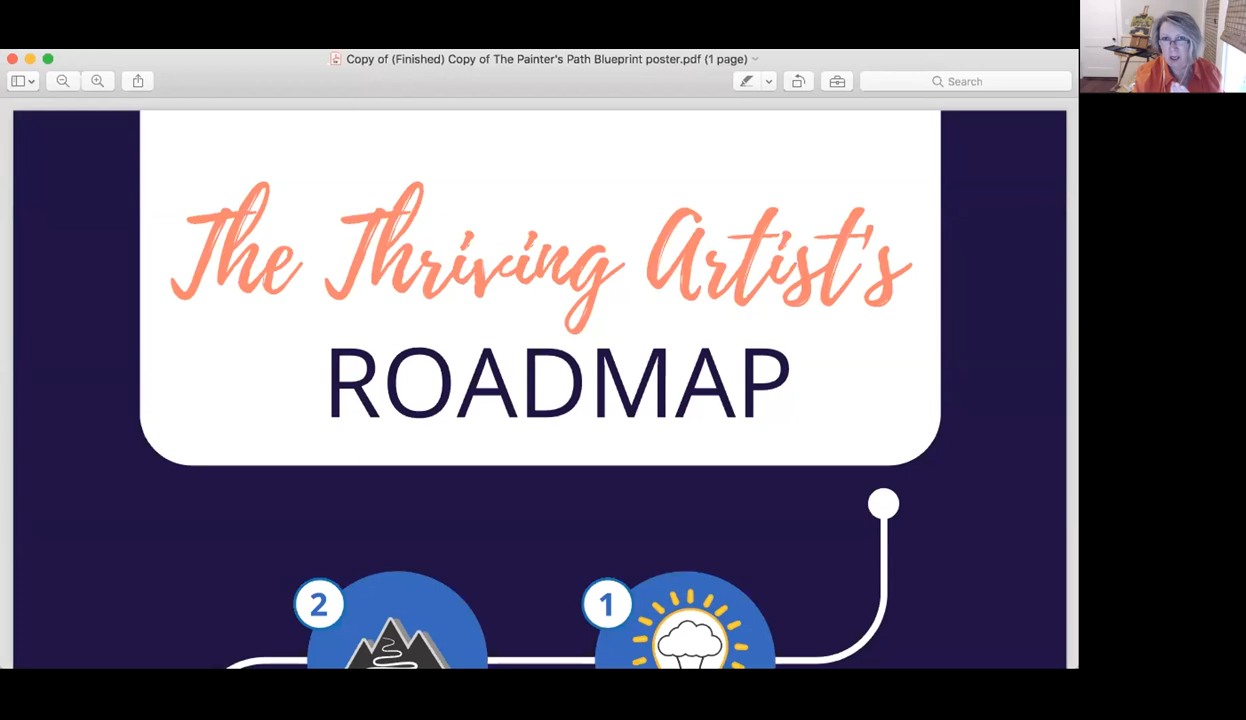 Copy of (Finished) Copy of The Painter's Path Blueprint poster.pdf (1 page)
Search
The Thriving Artist's
ROADMAP
2
1